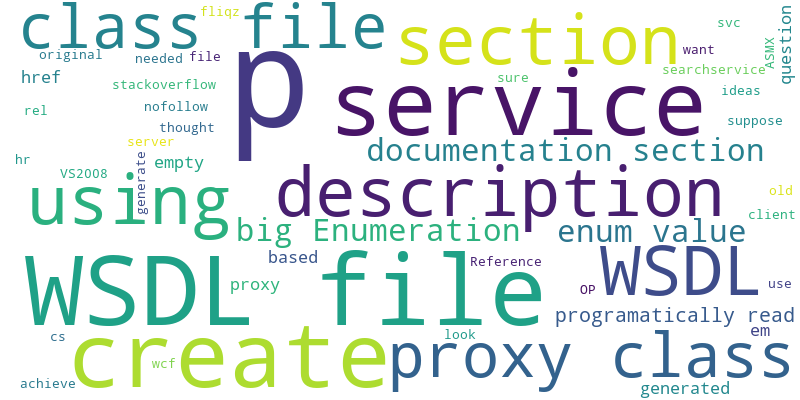 class file
fliqz
section
svc
question
original
needed
file
want
ASMX
href
stackoverflow
p
service
sure
searchservice
nofollow
ideas
rel
thought
suppose
server
documentation section
hr
VS2008
generate
empty
using
description
old
client
big Enumeration
enum value
WSDL file
based
Reference
WSDL
proxy
OP
use
programatically read
create
cs
look
em
wcf
proxy class
achieve
generated